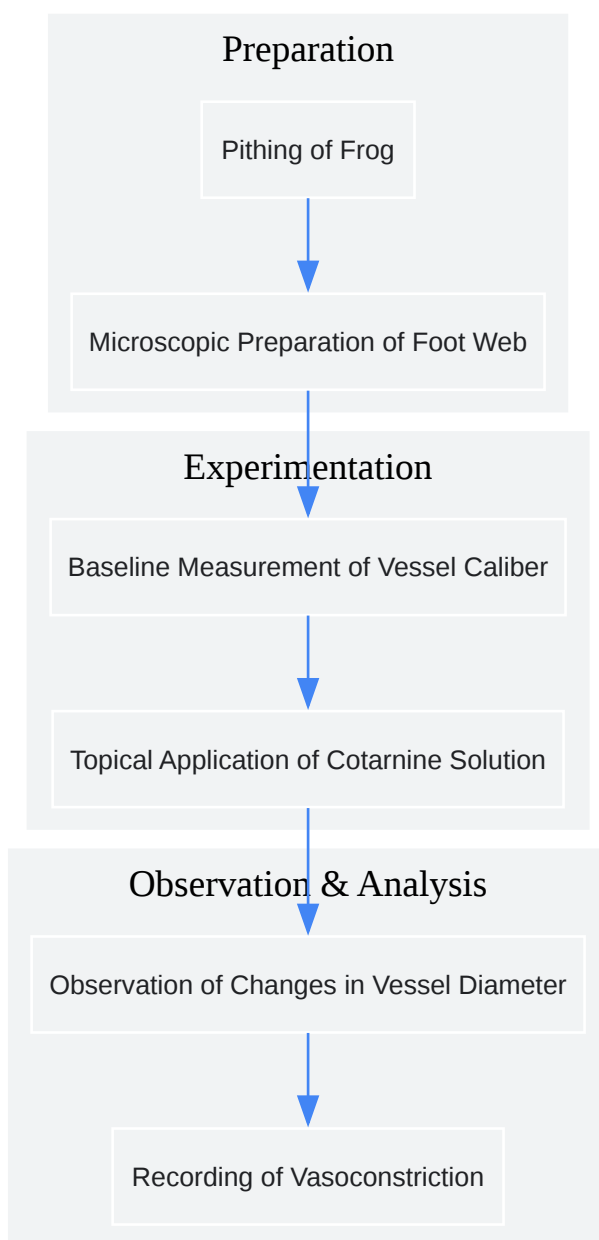 Preparation
Pithing of Frog
Microscopic Preparation of Foot Web
Experimentation
Baseline Measurement of Vessel Caliber
Topical Application of Cotarnine Solution
Observation & Analysis
Observation of Changes in Vessel Diameter
Recording of Vasoconstriction